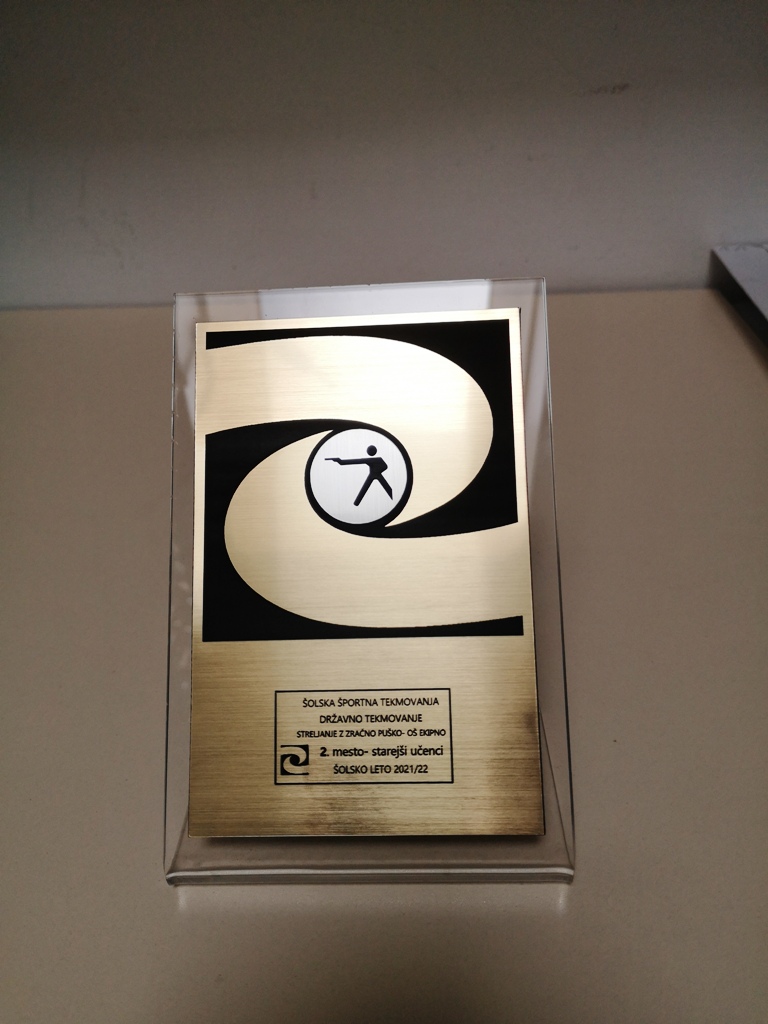 ŠOLSKA ŠPORTNA TEKMOVANJA
DRŽAVNO TEKMOVANJE
STRELJANJE Z ZRAČNO PUŠKO- OŠ EKIPNO
2. mesto- starejši učenci
ŠOLSKO LETO 2021/22